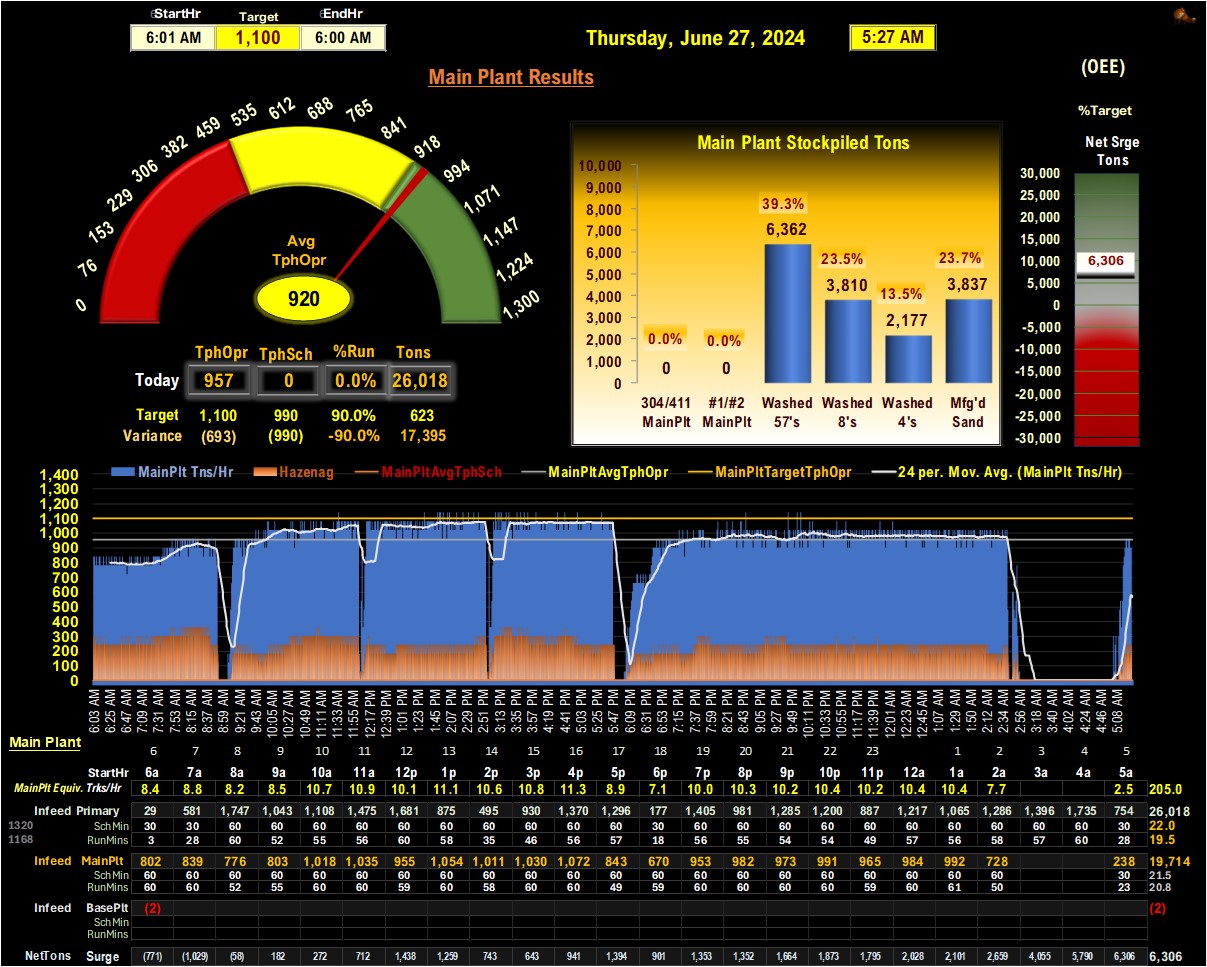 StartHr Target EndHr
6:01 AM 1,100 6:00 AM
Thursday, June 27, 2024 5:27 AM
(OEE)
Main Plant Results
%Target
Net Srge
Tons
0
76
153
229
306
382
459
535
612
688
765
841
918
994
1,071
1,147
1,224
1,300
Avg
TphOpr
920
TphOpr TphSch %Run Tons
Today 957 0 0.0% 26,018
Target 1,100 990 90.0% 623
Variance (693) (990) -90.0% 17,395
Main Plant Stockpiled Tons
10,000
9,000
8,000
7,000
6,000
5,000
4,000
3,000
2,000
1,000
0
0.0% 0.0% 39.3% 23.5% 13.5% 23.7%
0 0 6,362 3,810 2,177 3,837
304/411 #1/#2 Washed Washed Washed Mfg'd
MainPlt MainPlt 57's 8's 4's Sand
30,000
25,000
20,000
15,000
10,000
5,000
0
-5,000
-10,000
-15,000
-20,000
-25,000
-30,000
6,306
MainPlt Tns/Hr Hazenag MainPltAvgTphSch MainPltAvgTphOpr MainPltTargetTphOpr 24 per. Mov. Avg. (MainPlt Tns/Hr)
1,400
1,300
1,200
1,100
1,000
900
800
700
600
500
400
300
200
100
0
6:03 AM 6:25 AM 6:47 AM 7:09 AM 7:31 AM 7:53 AM 8:15 AM 8:37 AM 8:59 AM 9:21 AM 9:43 AM 10:05 AM 10:27 AM 10:49 AM 11:11 AM 11:33 AM 11:55 AM 12:17 PM 12:39 PM 1:01 PM 1:23 PM 1:45 PM 2:07 PM 2:29 PM 2:51 PM 3:13 PM 3:35 PM 3:57 PM 4:19 PM 4:41 PM 5:03 PM 5:25 PM 5:47 PM 6:09 PM 6:31 PM 6:53 PM 7:15 PM 7:37 PM 7:59 PM 8:21 PM 8:43 PM 9:05 PM 9:27 PM 9:49 PM 10:11 PM 10:33 PM 10:55 PM 11:17 PM 11:39 PM 12:01 AM 12:23 AM 12:45 AM 1:07 AM 1:29 AM 1:50 AM 2:12 AM 2:34 AM 2:56 AM 3:18 AM 3:40 AM 4:02 AM 4:24 AM 4:46 AM 5:08 AM
Main Plant
6 7 8 9 10 11 12 13 14 15 16 17 18 19 20 21 22 23 1 2 3 4 5
StartHr 6a 7a 8a 9a 10a 11a 12p 1p 2p 3p 4p 5p 6p 7p 8p 9p 10p 11p 12a 1a 2a 3a 4a 5a
MainPlt Equiv. Trks/Hr 8.4 8.8 8.2 8.5 10.7 10.9 10.1 11.1 10.6 10.8 11.3 8.9 7.1 10.0 10.3 10.2 10.4 10.2 10.4 10.4 7.7 2.5 205.0
Infeed Primary 29 581 1,747 1,043 1,108 1,475 1,681 875 495 930 1,370 1,296 177 1,405 981 1,285 1,200 887 1,217 1,065 1,286 1,396 1,735 754 26,018
1320 SchMin 30 30 60 60 60 60 60 60 60 60 60 60 30 60 60 60 60 60 60 60 60 60 60 30 22.0
1168 RunMins 3 28 60 52 55 56 60 58 35 46 56 57 18 56 55 54 54 49 57 56 58 57 60 28 19.5
Infeed MainPlt 802 839 776 803 1,018 1,035 955 1,054 1,011 1,030 1,072 843 670 953 982 973 991 965 984 992 728 238 19,714
SchMin 60 60 60 60 60 60 60 60 60 60 60 60 60 60 60 60 60 60 60 60 60 30 21.5
RunMins 60 60 52 55 60 60 59 60 58 60 60 49 59 60 60 60 60 59 60 61 50 23 20.8
Infeed BasePlt (2) (2)
SchMin
RunMins
NetTons Surge (771) (1,029) (58) 182 272 712 1,438 1,259 743 643 941 1,394 901 1,353 1,352 1,664 1,873 1,795 2,028 2,101 2,659 4,055 5,790 6,306 6,306